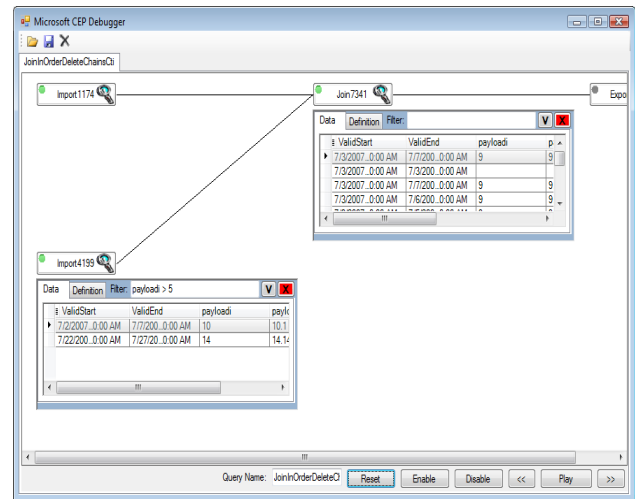 Microsoft CEP Debugger
JoinInOrderDeleteChainsCti
Import1174
Join7341
Expo
Data Definition Filter: V X
ValidStart ValidEnd payloadi p
7/3/2007...0:00 AM 7/7/200...0:00 AM 9 9
7/3/2007...0:00 AM 7/3/200...0:00 AM
7/3/2007...0:00 AM 7/7/200...0:00 AM 9 9
7/3/2007...0:00 AM 7/6/200...0:00 AM 9 9
Import4199
Data Definition Filter: payloadi > 5 V X
ValidStart ValidEnd payloadi paylo
7/2/2007...0:00 AM 7/7/200...0:00 AM 10 10.1
7/22/200...0:00 AM 7/27/20...0:00 AM 14 14.14
Query Name: JoinInOrderDeleteCl Reset Enable Disable << Play >>